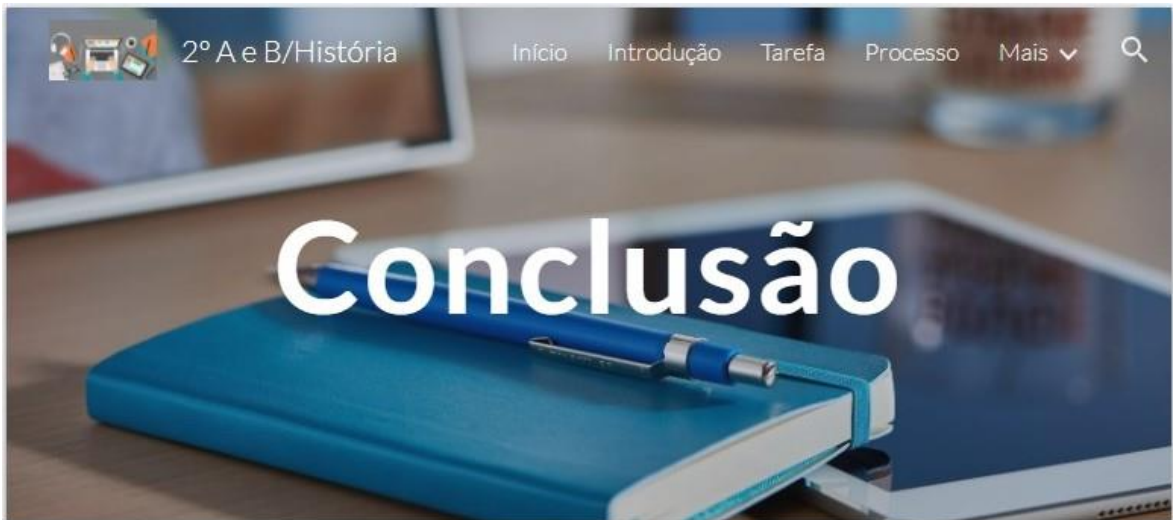 2º A e B/História Início Introdução Tarefa Processo Mais
Conclusão